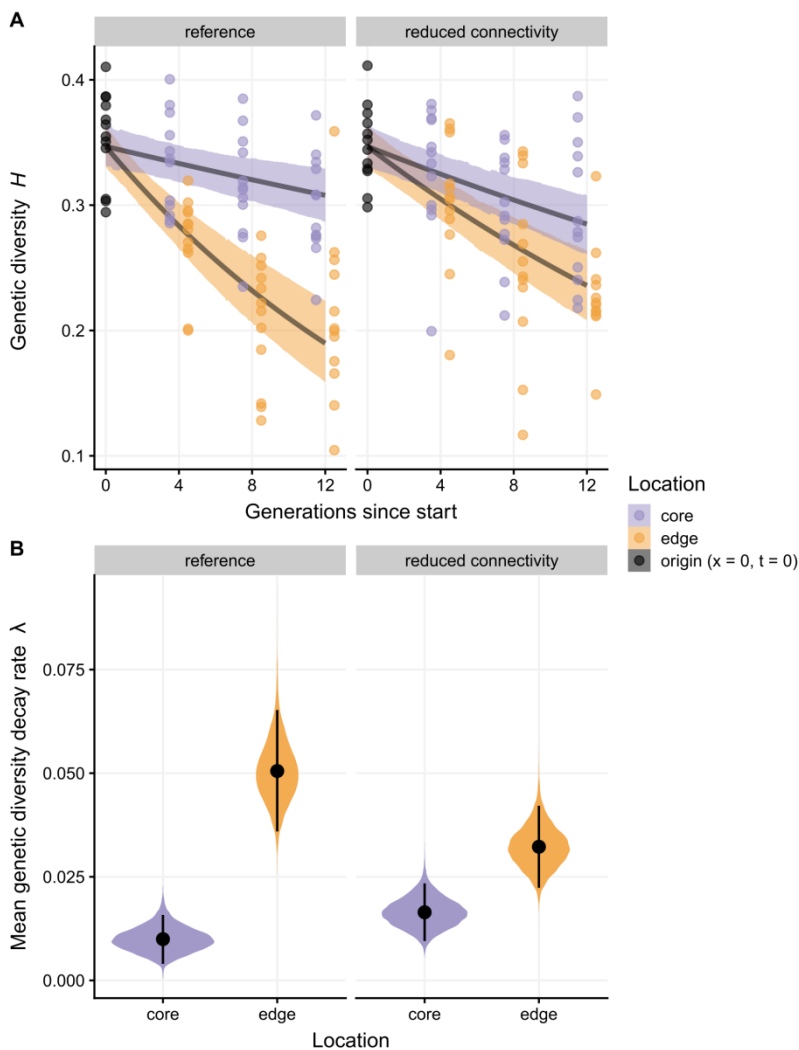 A
reference
reduced connectivity
Genetic diversity H
0.4
0.3
0.2
0.1
0
4
8
12
0
4
8
12
Generations since start
Location
core
edge
origin (x = 0, t = 0)
B
reference
reduced connectivity
Mean genetic diversity decay rate λ
0.075
0.050
0.025
0.000
core
edge
core
edge
Location